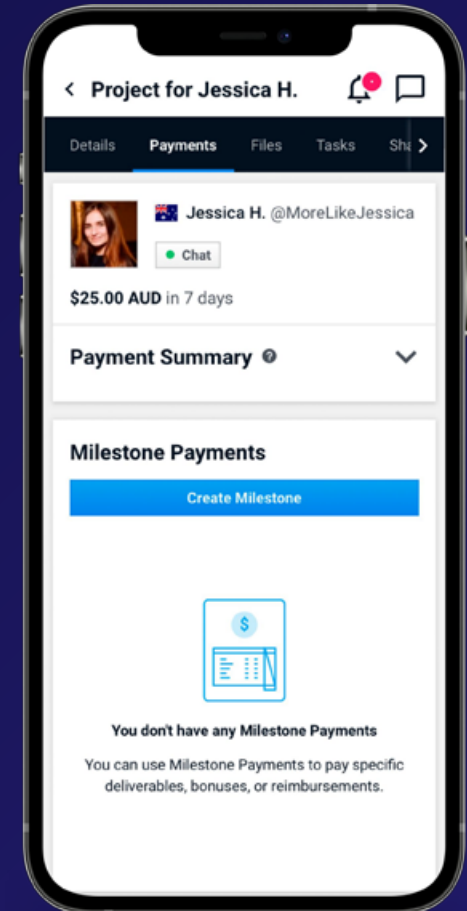 Project for Jessica H.
Details Payments Files Tasks
Jessica H. @MoreLikeJessica
Chat
$25.00 AUD in 7 days
Payment Summary ?
Milestone Payments
Create Milestone
$
You don't have any Milestone Payments
You can use Milestone Payments to pay specific
deliverables, bonuses, or reimbursements.